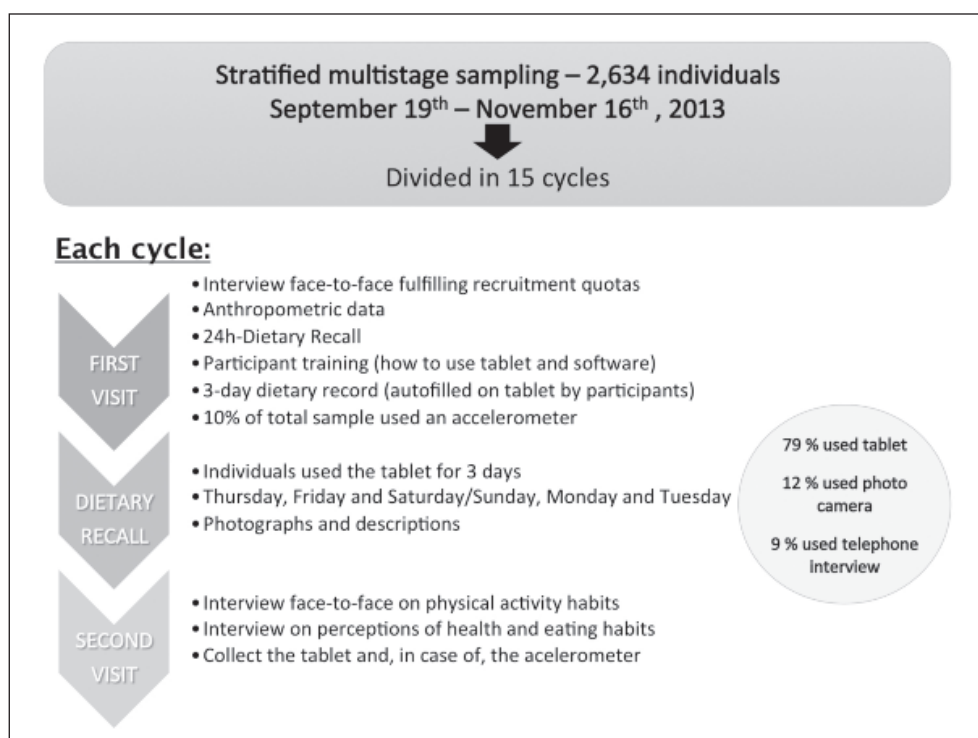 Stratified multistage sampling – 2,634 individuals
September 19th – November 16th , 2013
Divided in 15 cycles
Each cycle:
FIRST
VISIT
• Interview face-to-face fulfilling recruitment quotas
• Anthropometric data
• 24h-Dietary Recall
• Participant training (how to use tablet and software)
• 3-day dietary record (autofilled on tablet by participants)
• 10% of total sample used an accelerometer
DIETARY
RECALL
• Individuals used the tablet for 3 days
• Thursday, Friday and Saturday/Sunday, Monday and Tuesday
• Photographs and descriptions
79 % used tablet
12 % used photo
camera
9 % used telephone
interview
SECOND
VISIT
• Interview face-to-face on physical activity habits
• Interview on perceptions of health and eating habits
• Collect the tablet and, in case of, the acelerometer